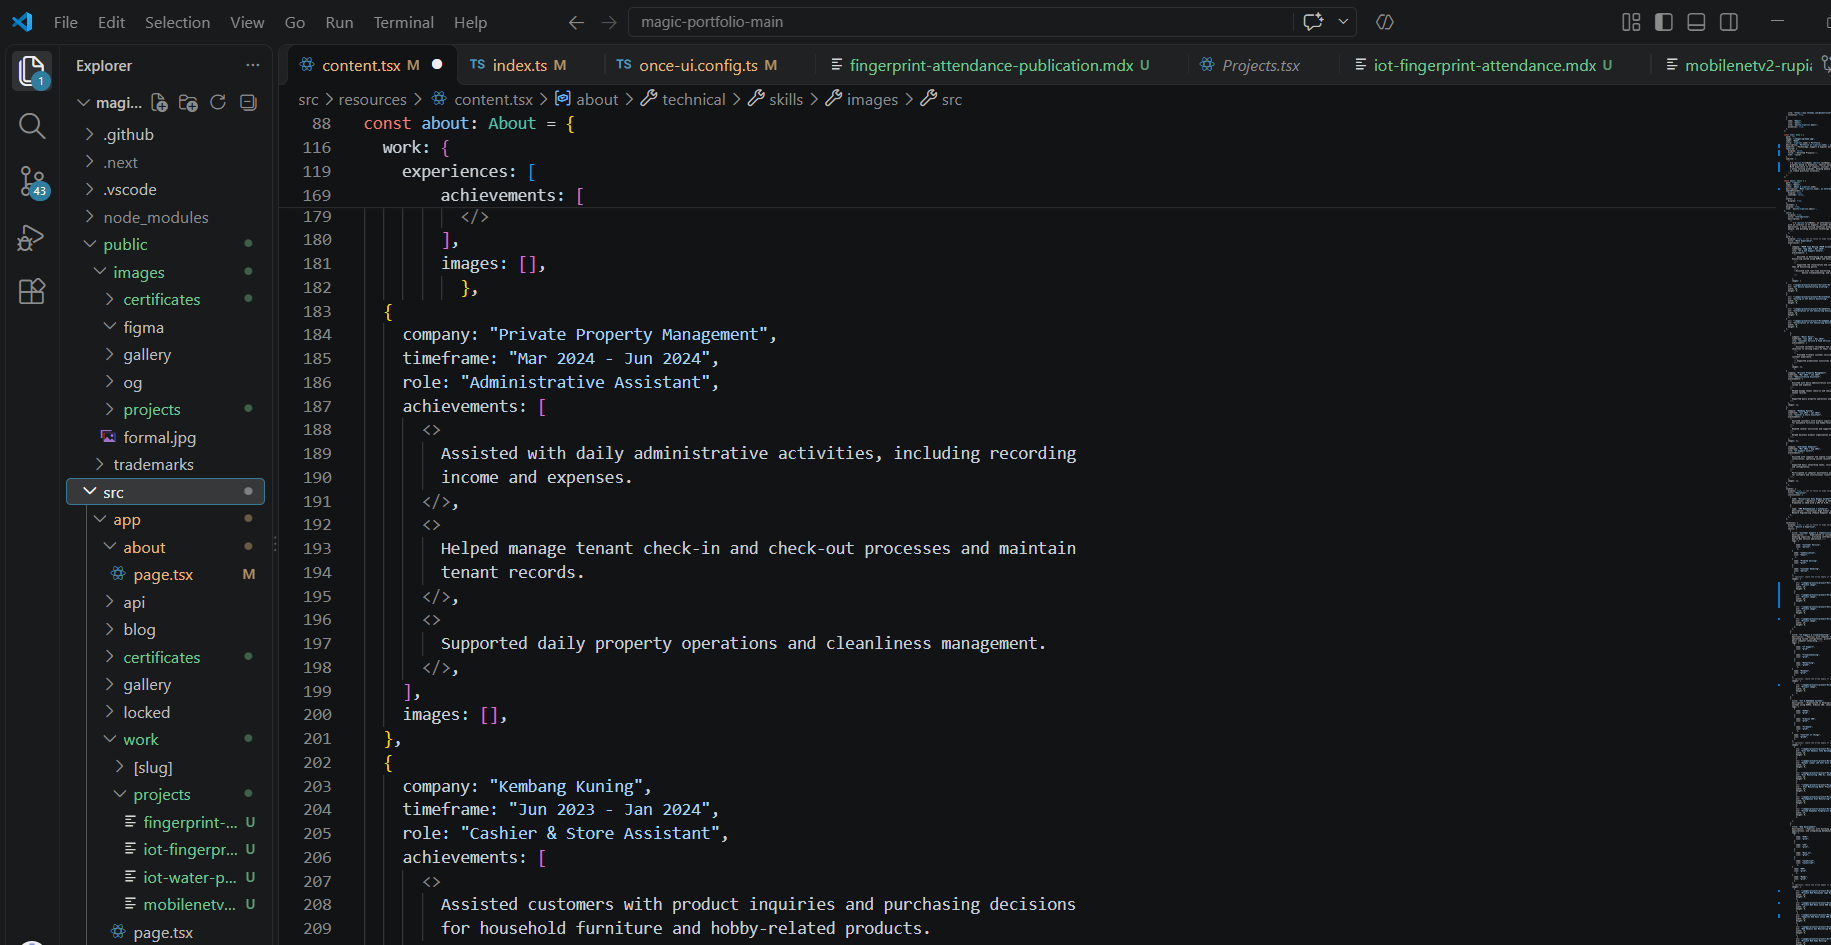 File Edit Selection View Go Run Terminal Help
magic-portfolio-main
Explorer
content.tsx M
TS index.ts M
TS once-ui.config.ts M
fingerprint-attendance-publication.mdx U
Projects.tsx
iot-fingerprint-attendance.mdx U
mobilenetv2-rupia
src > resources > content.tsx > about > technical > skills > images > src
1
43
magi...
.github
.next
.vscode
node_modules
public
images
certificates
figma
gallery
og
projects
formal.jpg
trademarks
src
app
about
page.tsx M
api
blog
certificates
gallery
locked
work
[slug]
projects
fingerprint-... U
iot-fingerpr... U
iot-water-p... U
mobilenetv... U
page.tsx
88 const about: About = {
116 work: {
119 experiences: [
169 achievements: [
179 </>
180 ],
181 images: [],
182 },
183 {
184 company: "Private Property Management",
185 timeframe: "Mar 2024 - Jun 2024",
186 role: "Administrative Assistant",
187 achievements: [
188 <>
189 Assisted with daily administrative activities, including recording
190 income and expenses.
191 </>,
192 <>
193 Helped manage tenant check-in and check-out processes and maintain
194 tenant records.
195 </>,
196 <>
197 Supported daily property operations and cleanliness management.
198 </>,
199 ],
200 images: [],
201 },
202 {
203 company: "Kembang Kuning",
204 timeframe: "Jun 2023 - Jan 2024",
205 role: "Cashier & Store Assistant",
206 achievements: [
207 <>
208 Assisted customers with product inquiries and purchasing decisions
209 for household furniture and hobby-related products.